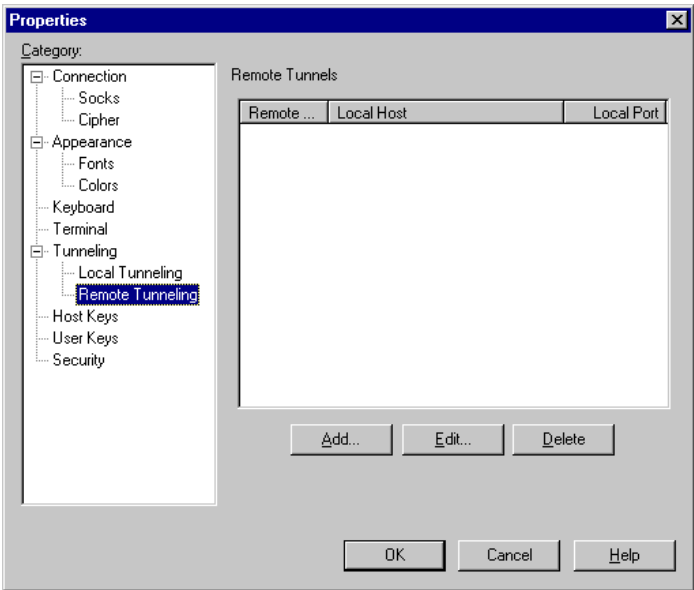 Properties
Category:
Connection
Socks
Cipher
Appearance
Fonts
Colors
Keyboard
Terminal
Tunneling
Local Tunneling
Remote Tunneling
Host Keys
User Keys
Security
Remote Tunnels
Remote ... Local Host Local Port
Add... Edit... Delete
OK Cancel Help